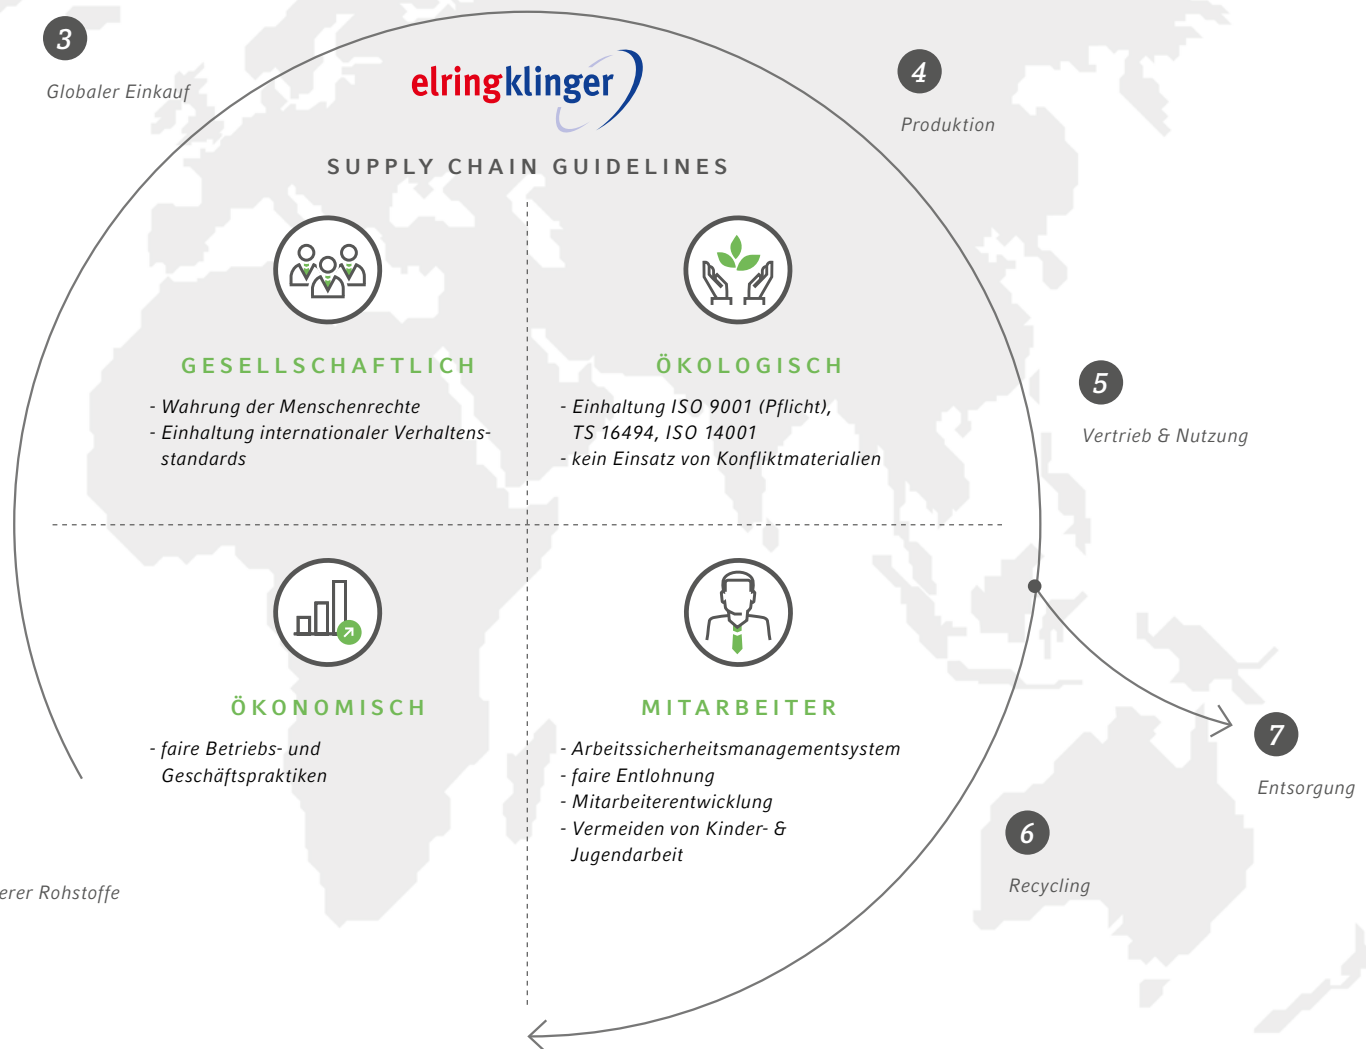 3
Globaler Einkauf
elringklinger
4
Produktion
SUPPLY CHAIN GUIDELINES
GESELLSCHAFTLICH
- Wahrung der Menschenrechte
- Einhaltung internationaler Verhaltens-
standards
ÖKOLOGISCH
- Einhaltung ISO 9001 (Pflicht),
TS 16494, ISO 14001
- kein Einsatz von Konfliktmaterialien
5
Vertrieb & Nutzung
ÖKONOMISCH
- faire Betriebs- und
Geschäftspraktiken
MITARBEITER
- Arbeitssicherheitsmanagementsystem
- faire Entlohnung
- Mitarbeiterentwicklung
- Vermeiden von Kinder- &
Jugendarbeit
7
Entsorgung
6
Recycling
erer Rohstoffe